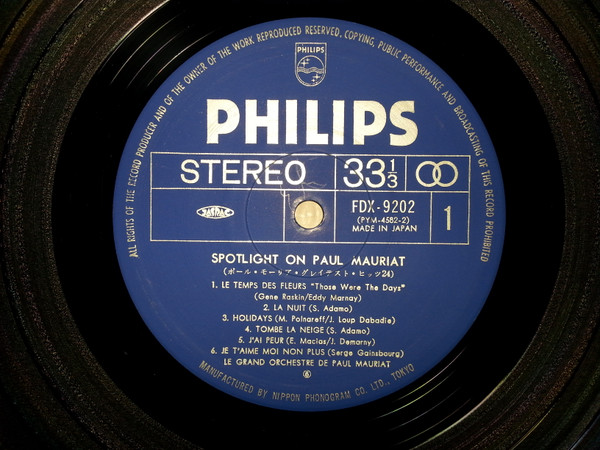 ALL RIGHTS OF THE RECORD PRODUCER AND OF THE OWNER OF THE WORK REPRODUCED RESERVED, COPYING, PUBLIC PERFORMANCE AND BROADCASTING OF THIS RECORD PROHIBITED
PHILIPS
PHILIPS
STEREO 33 1/3
FDX-9202
(PYM-4582-2)
MADE IN JAPAN
1
SPOTLIGHT ON PAUL MAURIAT
(ポール・モーリア・グレイテスト・ヒッツ24)
1. LE TEMPS DES FLEURS "Those Were The Days"
(Gene Raskin/Eddy Marnay)
2. LA NUIT (S. Adamo)
3. HOLIDAYS (M. Polnareff/J. Loup Dabadie)
4. TOMBE LA NEIGE (S. Adamo)
5. J'AI PEUR (E. Macias/J. Demarny)
6. JE T'AIME MOI NON PLUS (Serge Gainsbourg)
LE GRAND ORCHESTRE DE PAUL MAURIAT
MANUFACTURED BY NIPPON PHONOGRAM CO. LTD., TOKYO